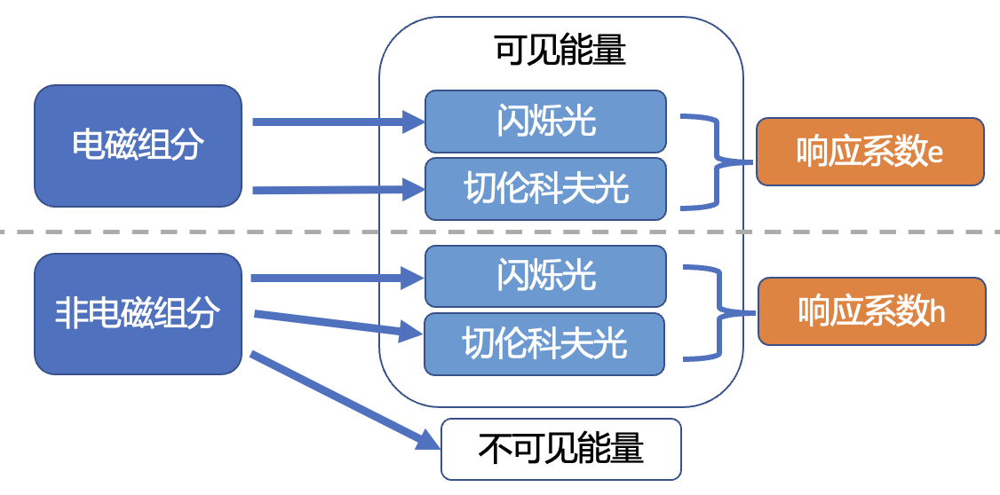 可见能量
电磁组分
闪烁光
切伦科夫光
响应系数e
非电磁组分
闪烁光
切伦科夫光
响应系数h
不可见能量